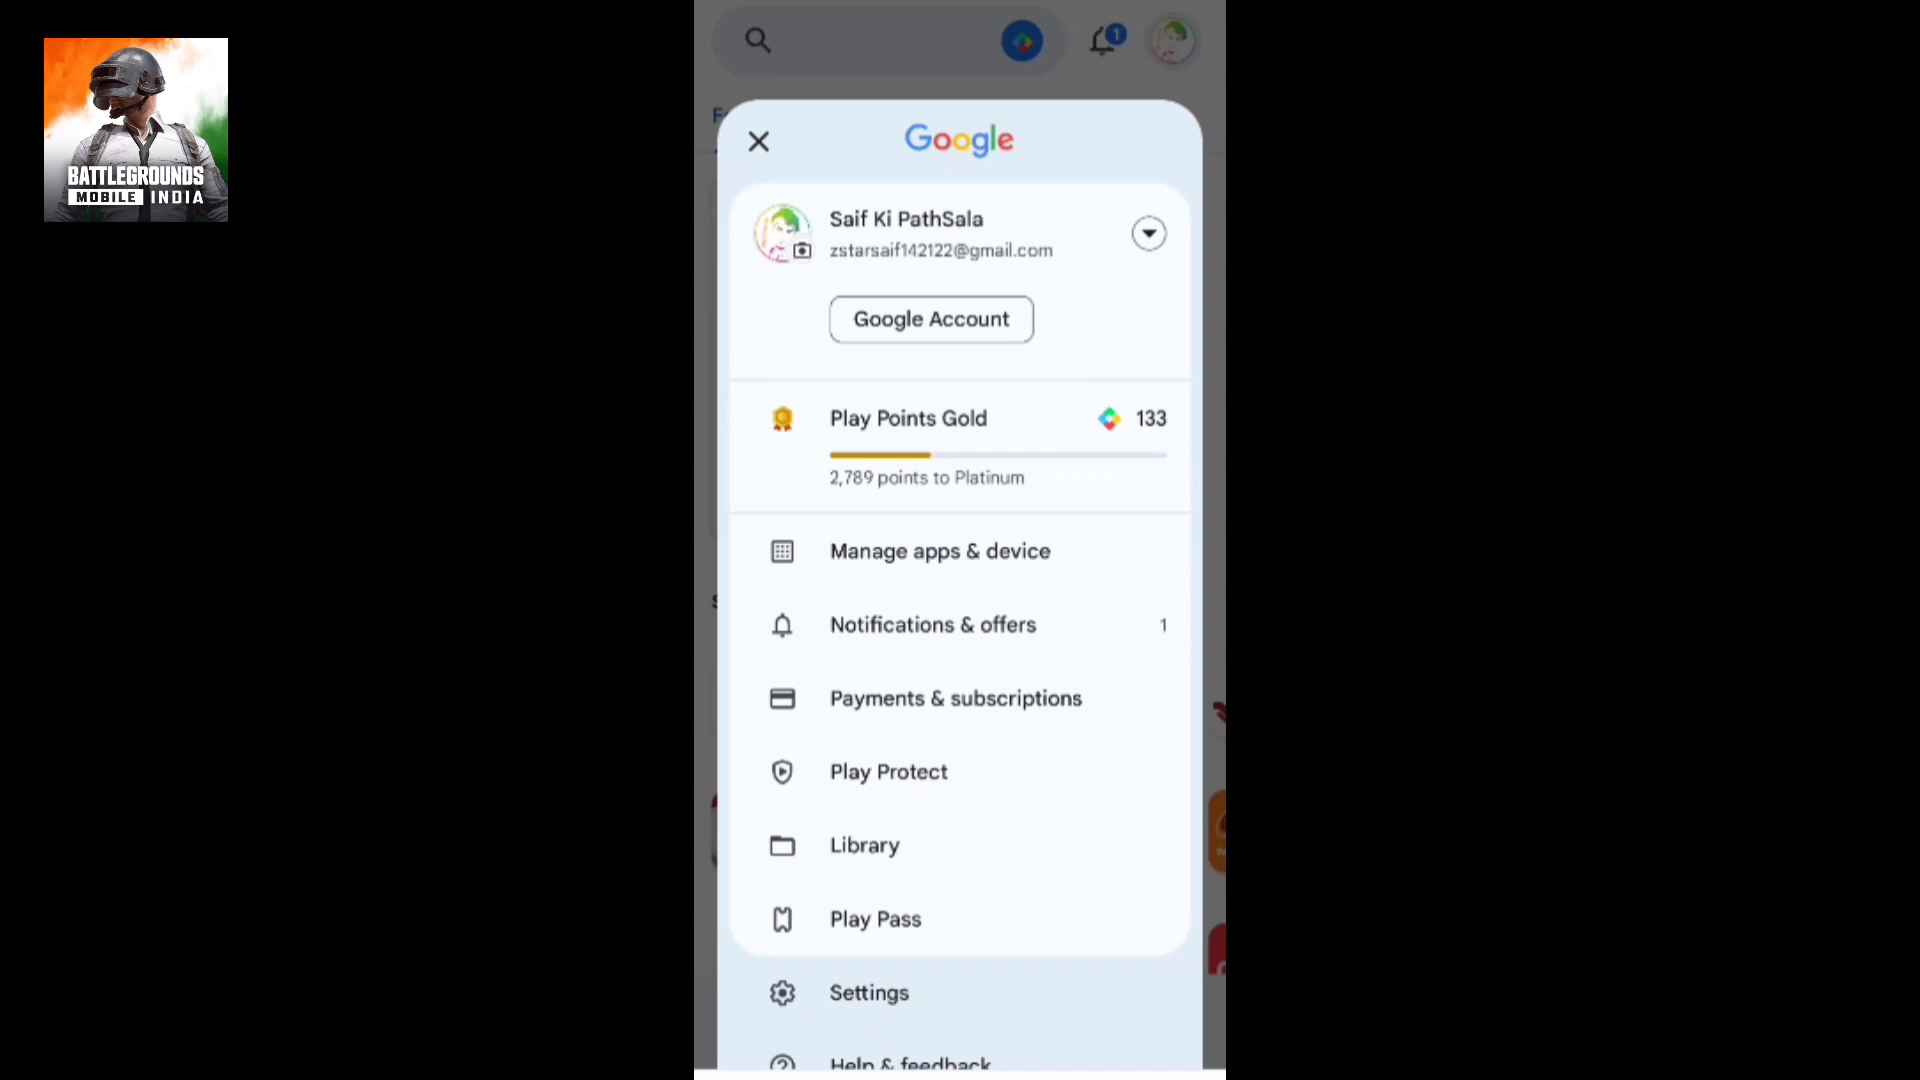 BATTLEGROUNDS
MOBILE INDIA
1
Google
Saif Ki PathSala
zstarsaif142122@gmail.com
Google Account
Play Points Gold 133
2,789 points to Platinum
Manage apps & device
Notifications & offers 1
Payments & subscriptions
Play Protect
Library
Play Pass
Settings
Help & feedback